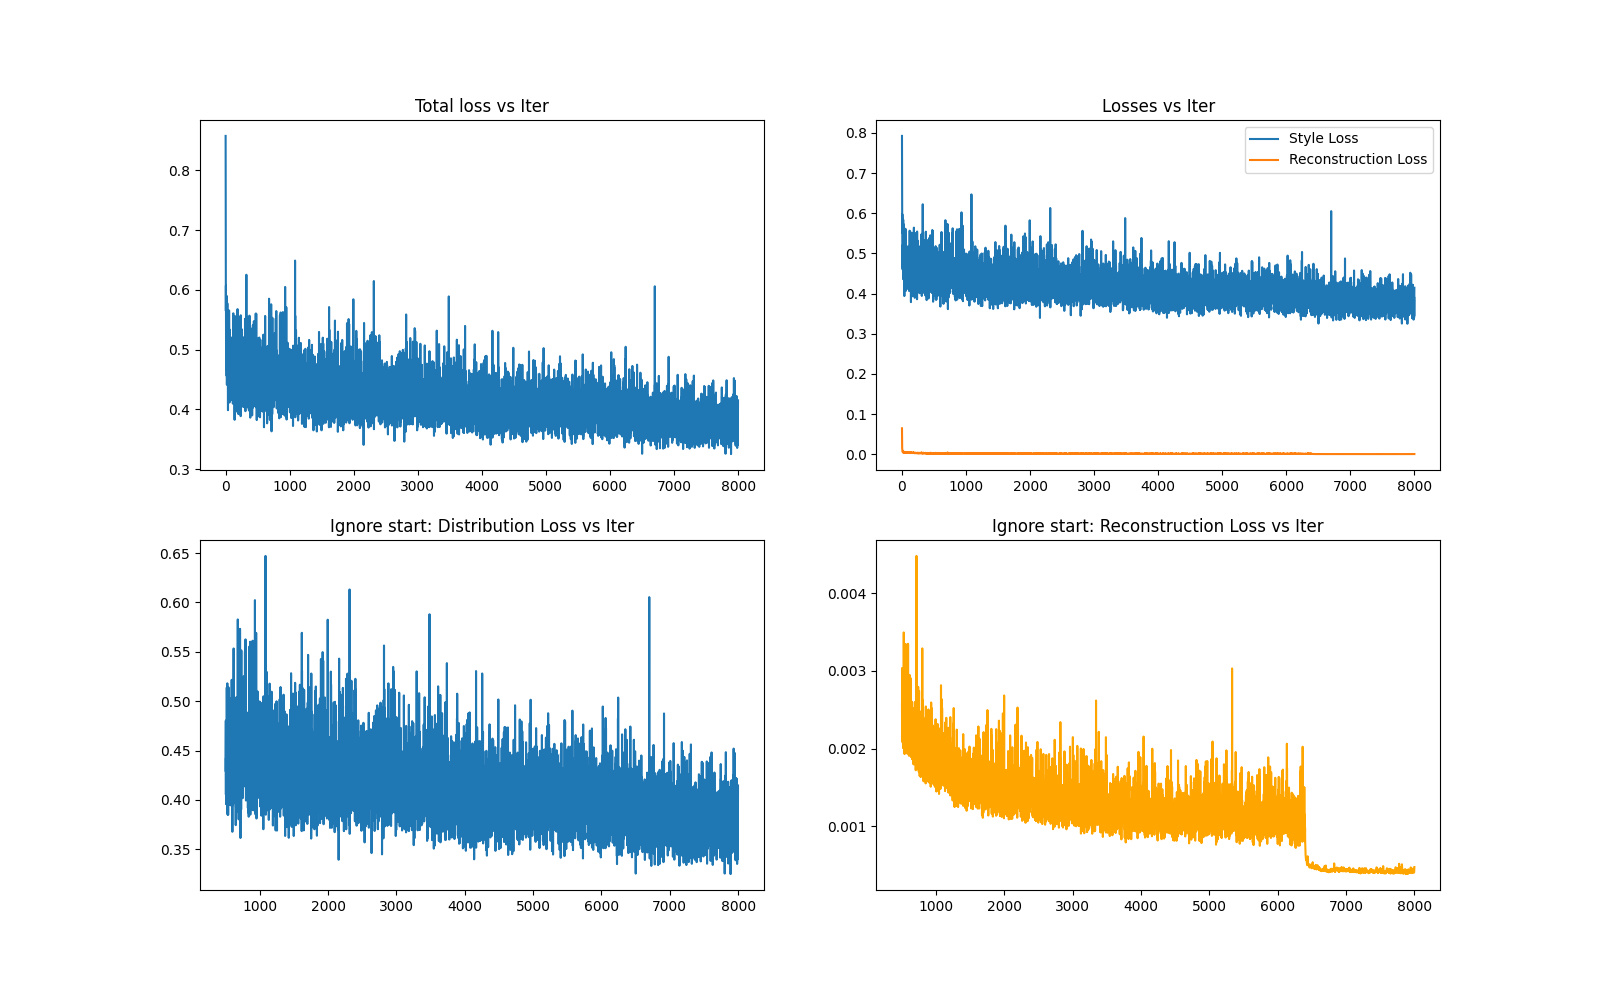 Total loss vs Iter
0.8
0.7
0.6
0.5
0.4
0.3
0 1000 2000 3000 4000 5000 6000 7000 8000
Losses vs Iter
Style Loss
Reconstruction Loss
0.8
0.7
0.6
0.5
0.4
0.3
0.2
0.1
0.0
0 1000 2000 3000 4000 5000 6000 7000 8000
Ignore start: Distribution Loss vs Iter
0.65
0.60
0.55
0.50
0.45
0.40
0.35
1000 2000 3000 4000 5000 6000 7000 8000
Ignore start: Reconstruction Loss vs Iter
0.004
0.003
0.002
0.001
1000 2000 3000 4000 5000 6000 7000 8000